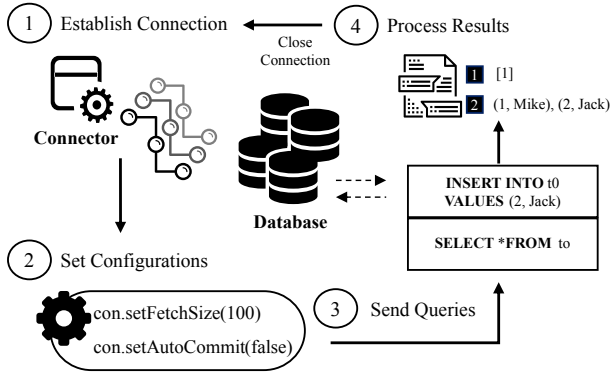 1 Establish Connection
4 Process Results
Close
Connection
1 [1]
2 (1, Mike), (2, Jack)
Connector
Database
INSERT INTO t0
VALUES (2, Jack)
SELECT *FROM to
2 Set Configurations
con.setFetchSize(100)
con.setAutoCommit(false)
3 Send Queries